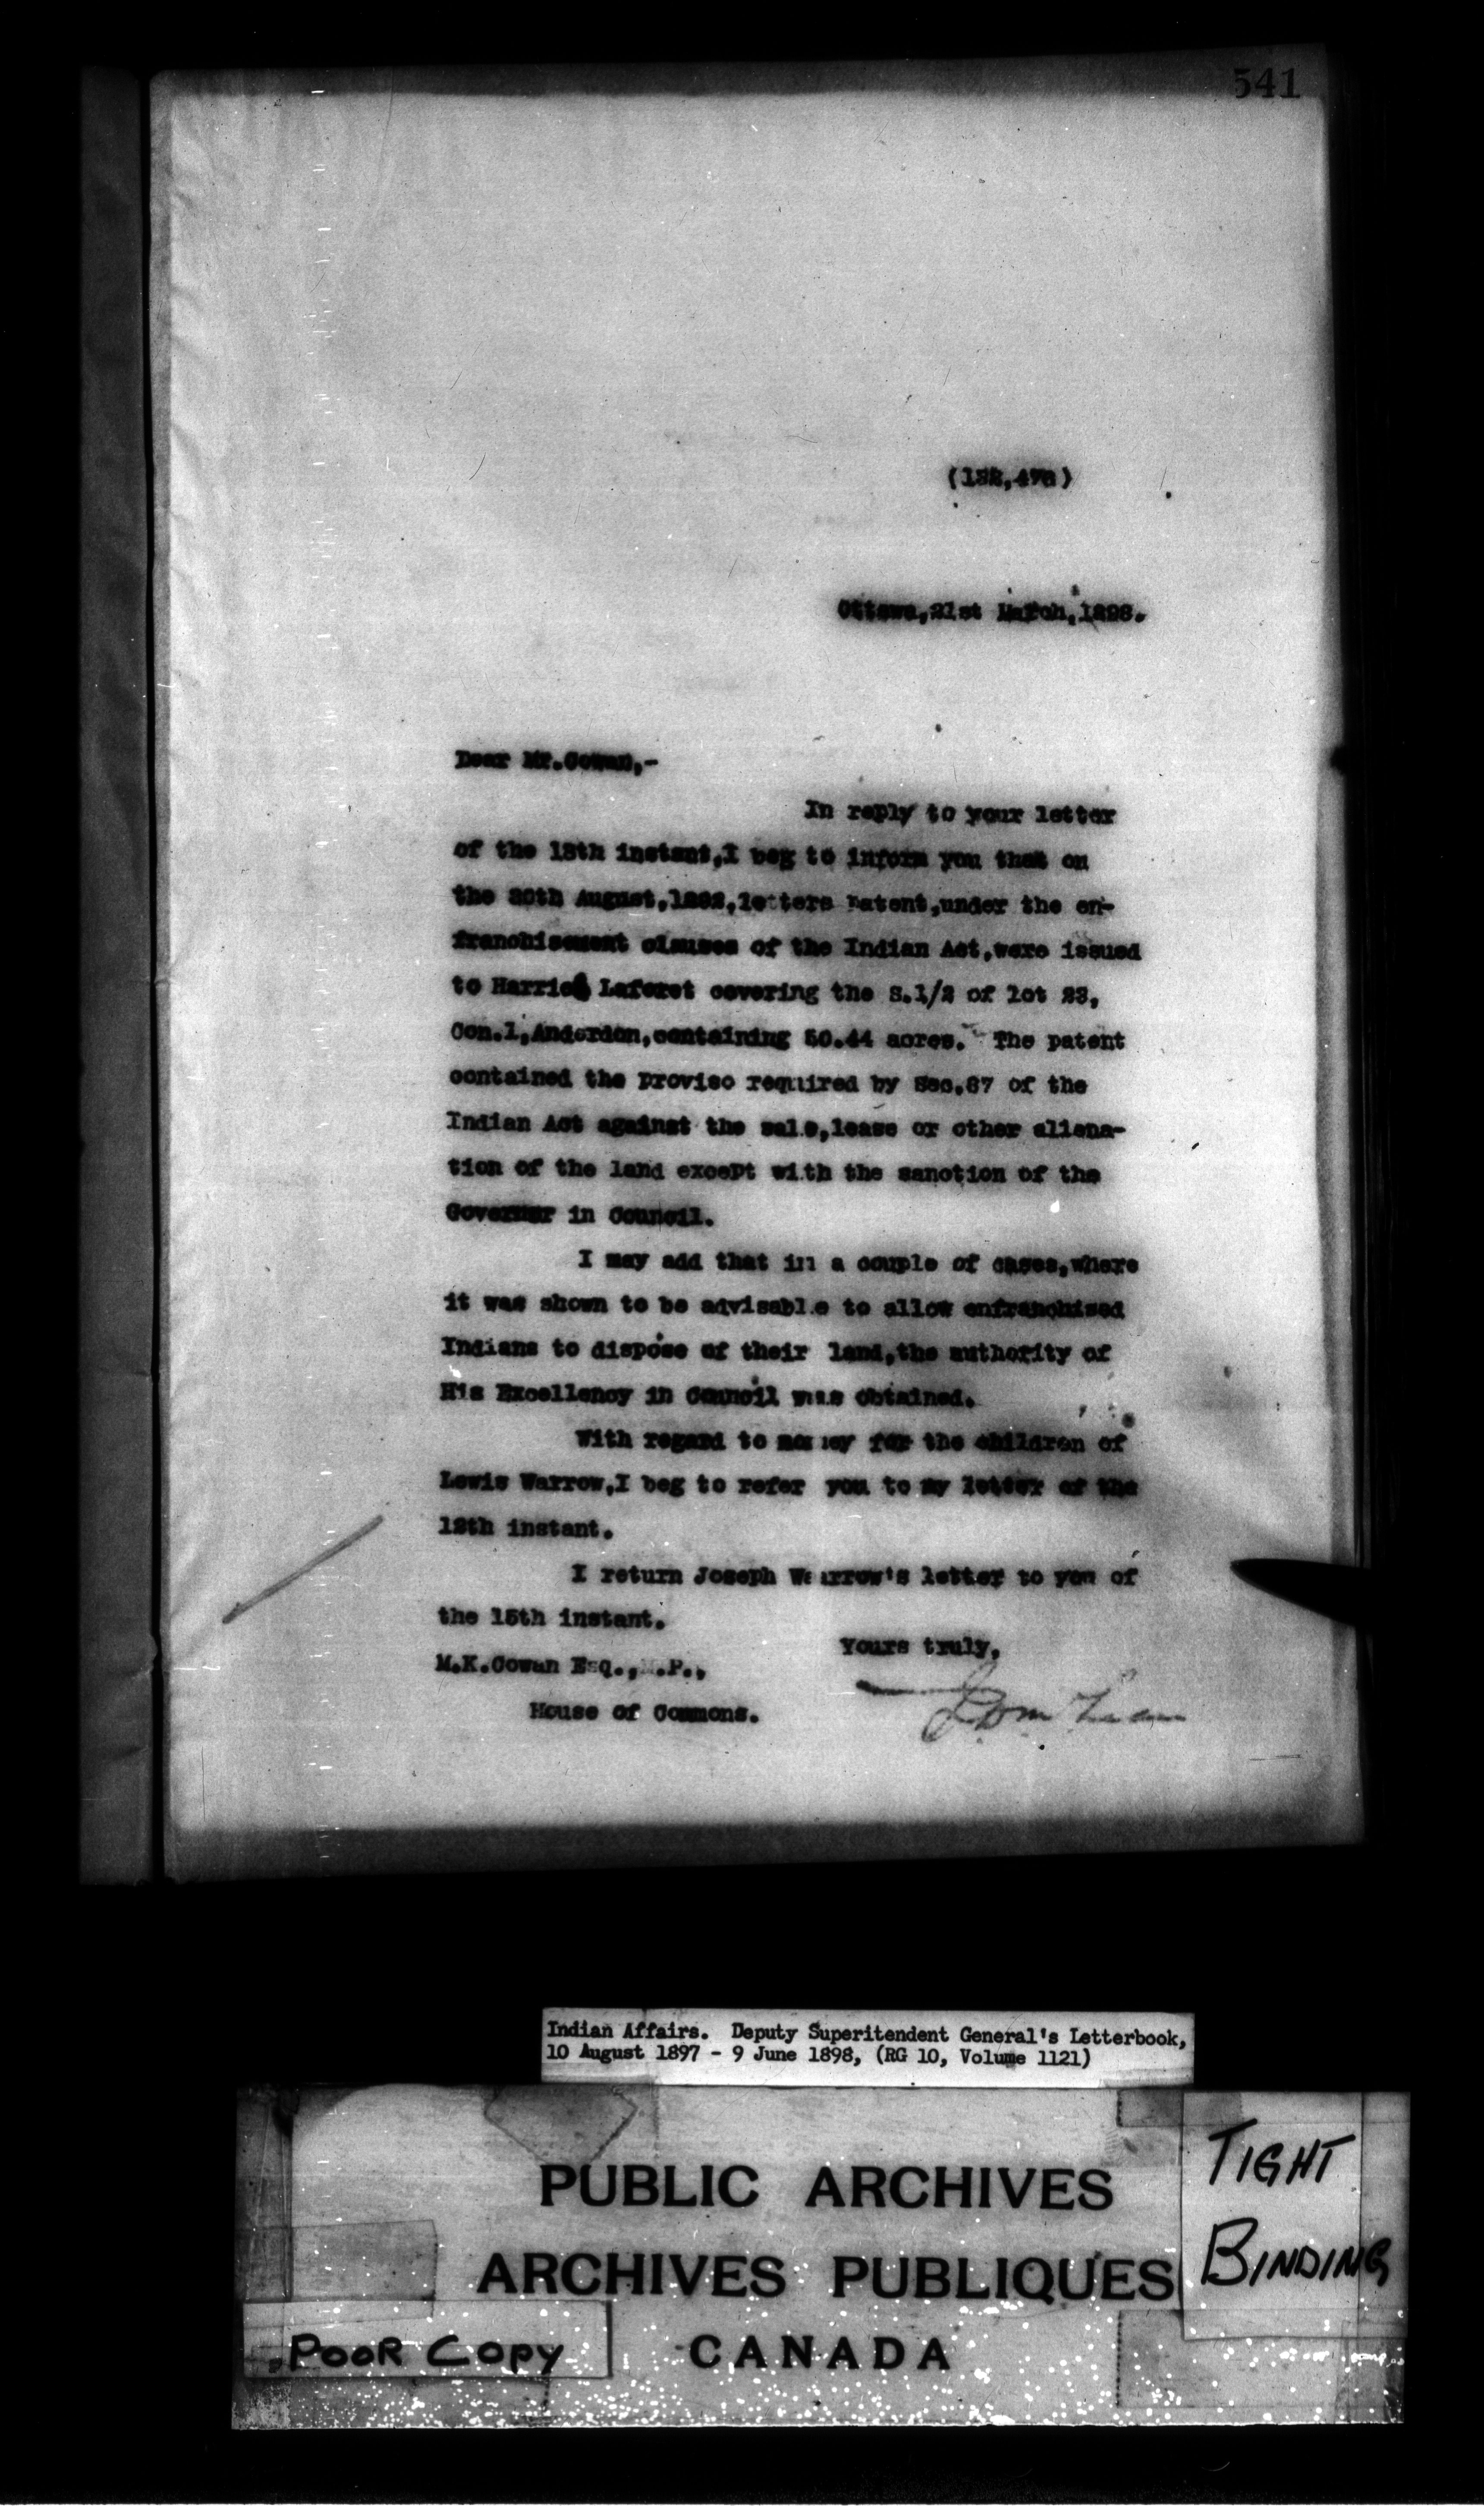 541
Ottawa, 21st March, 1898.
Dear Mr. Cowan,-
In reply to your letter
of the 18th instant, I beg to inform you that on
the 30th August, 1892, letters Patent, under the en-
franchisement clauses of the Indian Act, were issued
to Laforet covering the S.1/2 of lot 23,
Con.1, Anderdon, containing 50.44 acres. The patent
contained the proviso required by Sec.87 of the
Indian Act against the sale, lease or other aliena-
tion of the land except with the sanction of the
Governor in Council.
I may add that in a couple of cases, where
it was shown to be advisable to allow enfranchised
Indians to dispose of their land, the authority of
His Excellency in Council was obtained.
With regard to money for the children of
Lewis Warrow, I beg to refer you to my letter of the
12th instant.
I return Joseph Warrow's letter to you of
the 15th instant.
Yours truly,
M.K.Cowan Esq., M.P.,
House of Commons.
Indian Affairs. Deputy Superitendent General's Letterbook,
10 August 1897 - 9 June 1898, (RG 10, Volume 1121)
PUBLIC ARCHIVES
ARCHIVES PUBLIQUES
CANADA
TIGHT
BINDING
POOR COPY